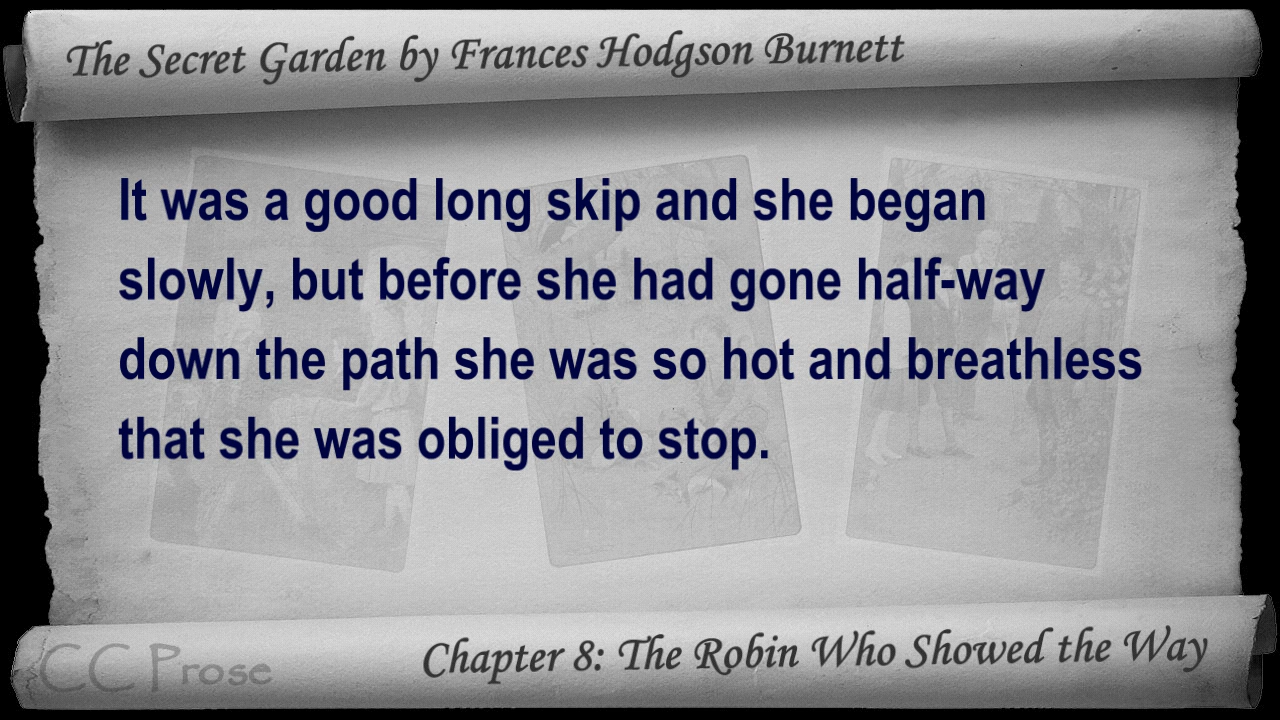 The Secret Garden by Frances Hodgson Burnett
It was a good long skip and she began
slowly, but before she had gone half-way
down the path she was so hot and breathless
that she was obliged to stop.
CC Prose
Chapter 8: The Robin Who Showed the Way